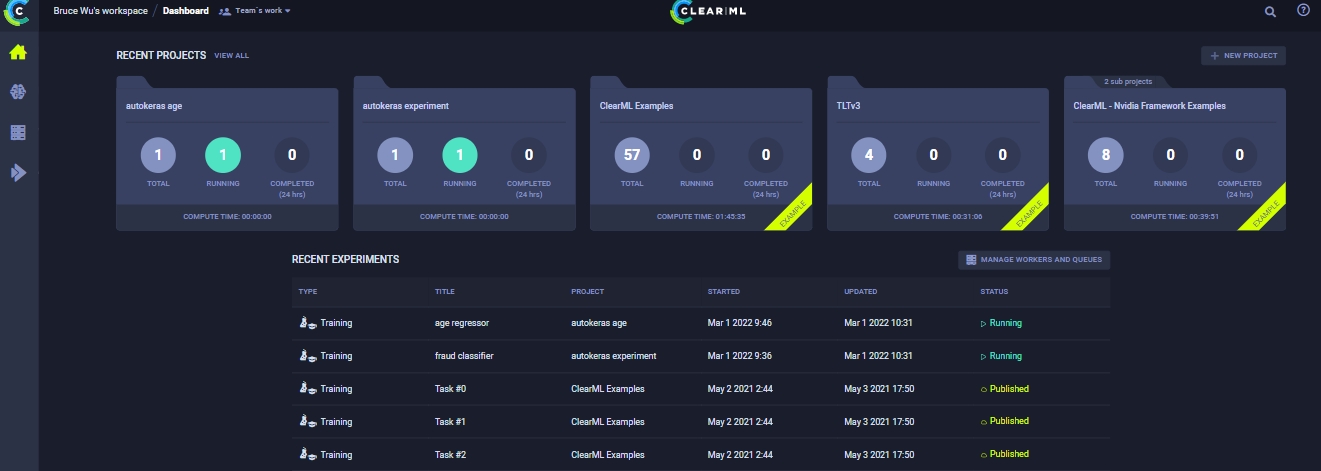 C Bruce Wu's workspace / Dashboard Team`s work CLEAR|ML
RECENT PROJECTS VIEW ALL + NEW PROJECT
2 sub projects
autokeras age autokeras experiment ClearML Examples TLTv3 ClearML - Nvidia Framework Examples
1 1 0 1 1 0 57 0 0 4 0 0 8 0 0
TOTAL RUNNING COMPLETED TOTAL RUNNING COMPLETED TOTAL RUNNING COMPLETED TOTAL RUNNING COMPLETED TOTAL RUNNING COMPLETED
(24 hrs) (24 hrs) (24 hrs) (24 hrs) (24 hrs)
COMPUTE TIME: 00:00:00 COMPUTE TIME: 00:00:00 COMPUTE TIME: 01:45:35 EXAMPLE COMPUTE TIME: 00:31:06 EXAMPLE COMPUTE TIME: 00:39:51 EXAMPLE
RECENT EXPERIMENTS MANAGE WORKERS AND QUEUES
TYPE TITLE PROJECT STARTED UPDATED STATUS
Training age regressor autokeras age Mar 1 2022 9:46 Mar 1 2022 10:31 Running
Training fraud classifier autokeras experiment Mar 1 2022 9:36 Mar 1 2022 10:31 Running
Training Task #0 ClearML Examples May 2 2021 2:44 May 3 2021 17:50 Published
Training Task #1 ClearML Examples May 2 2021 2:44 May 3 2021 17:50 Published
Training Task #2 ClearML Examples May 2 2021 2:44 May 3 2021 17:50 Published